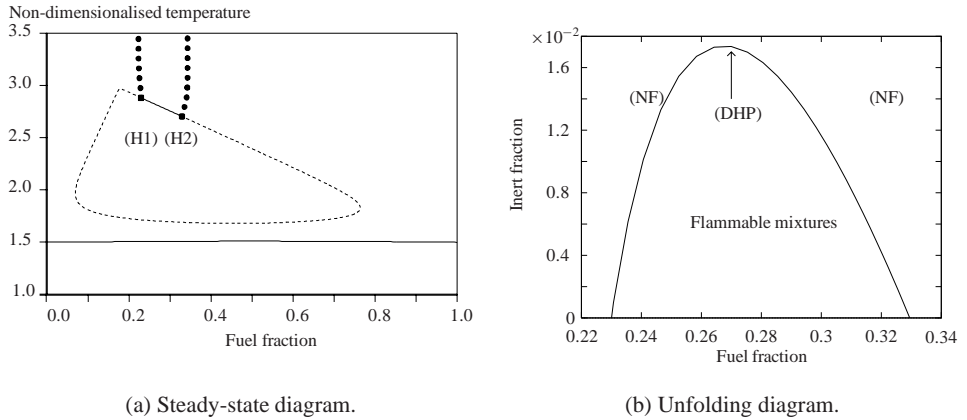 Non-dimensionalised temperature
3.5
3.0
2.5
2.0
1.5
1.0
(H1) (H2)
0.0 0.2 0.4 0.6 0.8 1.0
Fuel fraction
(a) Steady-state diagram.
×10⁻²
1.6
1.2
0.8
0.4
0
Inert fraction
(NF) (NF)
(DHP)
Flammable mixtures
0.22 0.24 0.26 0.28 0.3 0.32 0.34
Fuel fraction
(b) Unfolding diagram.